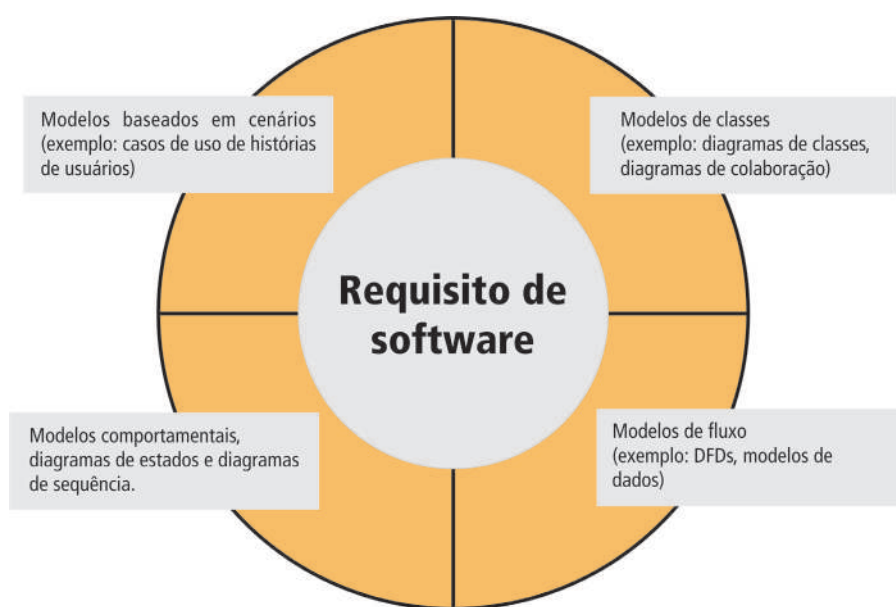 Modelos baseados em cenários
(exemplo: casos de uso de histórias
de usuários)
Modelos de classes
(exemplo: diagramas de classes,
diagramas de colaboração)
Requisito de
software
Modelos comportamentais,
diagramas de estados e diagramas
de sequência.
Modelos de fluxo
(exemplo: DFDs, modelos de
dados)